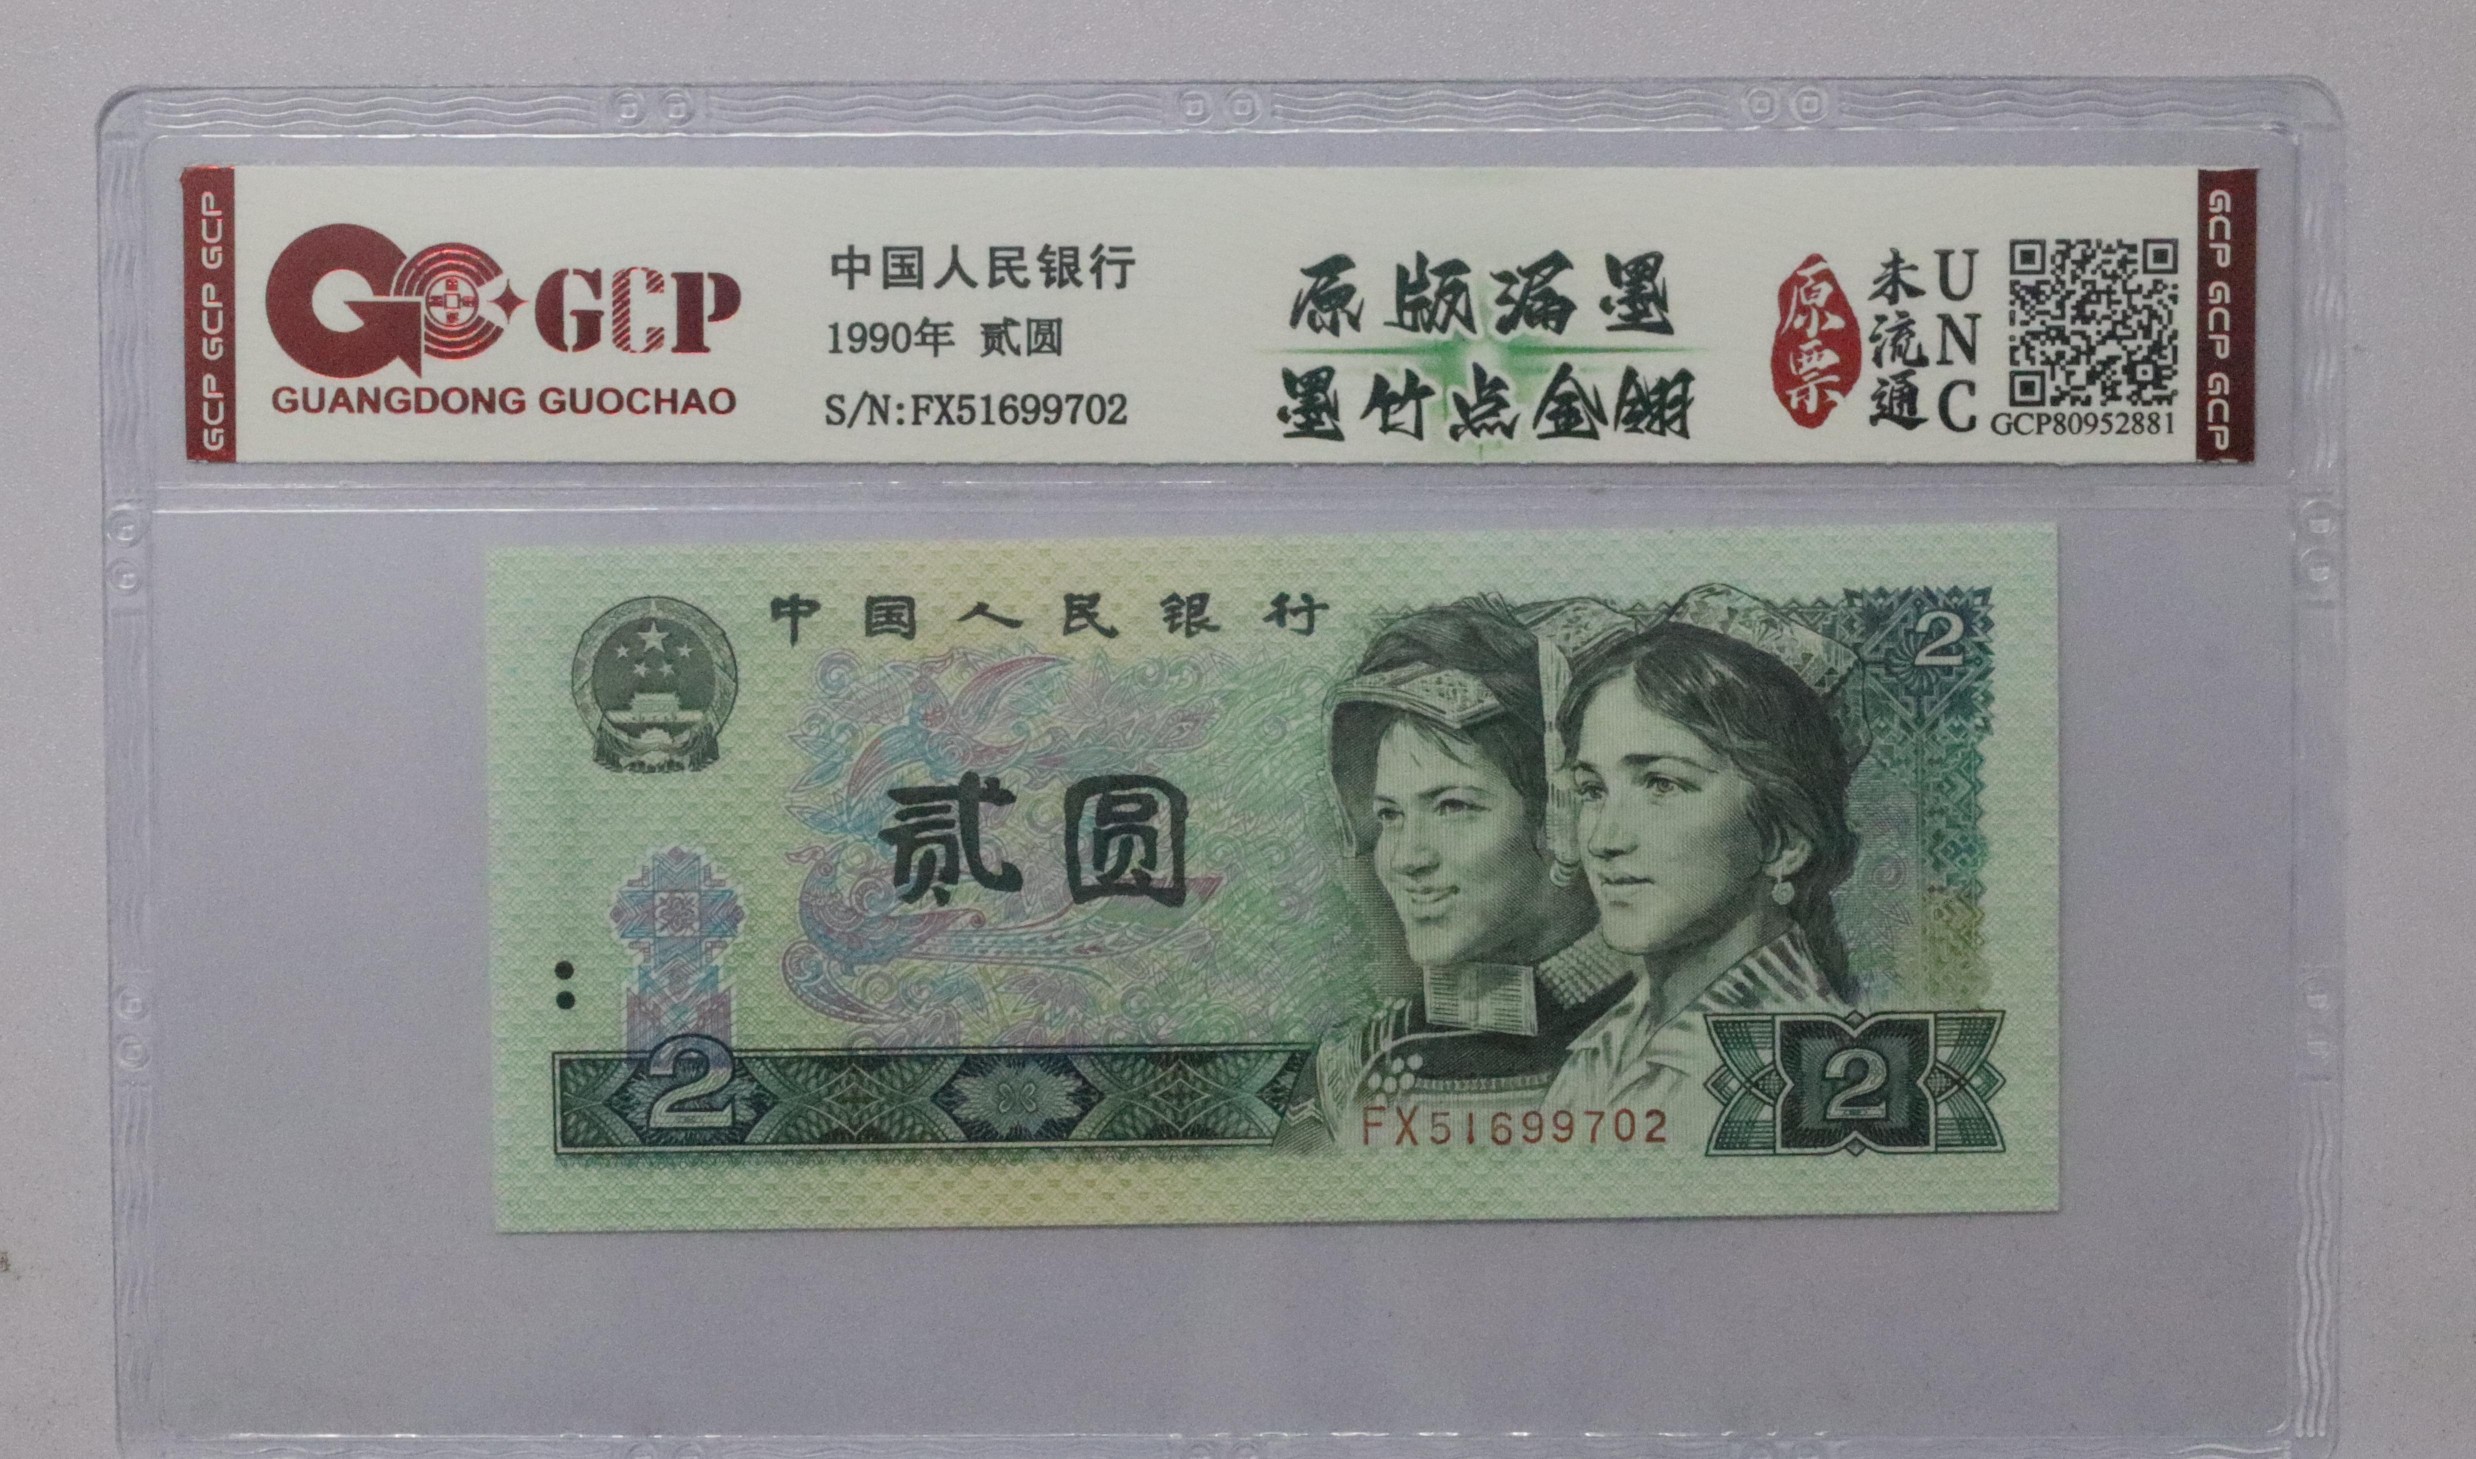 GCP GCP GCP GCP
GCP
GUANGDONG GUOCHAO
中国人民银行
1990年 贰圆
S/N:FX51699702
原版漏墨
墨竹点金翎
原票
未流通
UNC
GCP80952881
GCP GCP GCP GCP
中国人民银行
2
贰圆
2
FX51699702
2